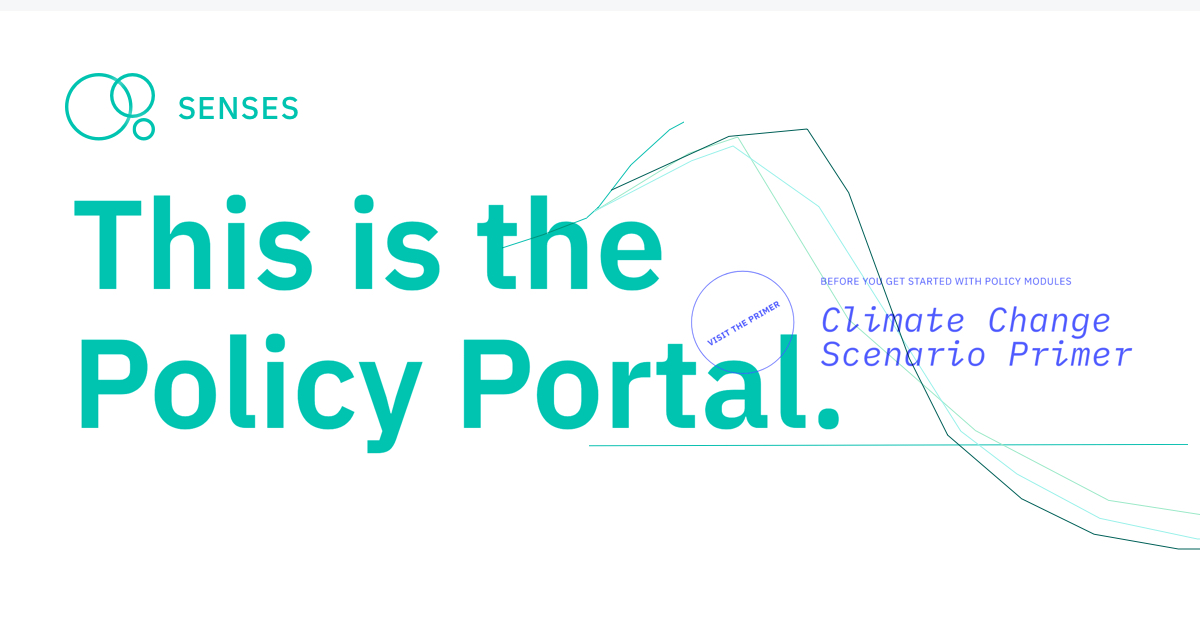 SENSES
This is the
Policy Portal.
VISIT THE PRIMER
BEFORE YOU GET STARTED WITH POLICY MODULES
Climate Change
Scenario Primer